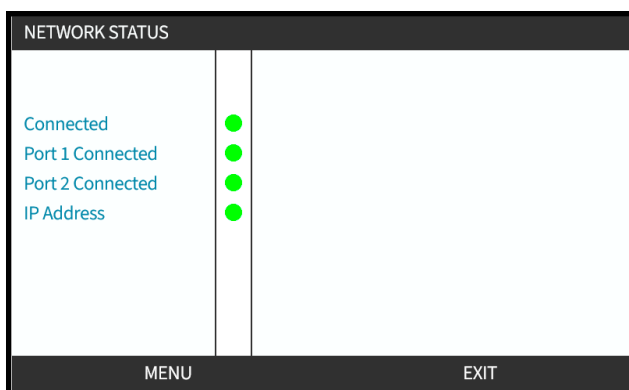 NETWORK STATUS
Connected
Port 1 Connected
Port 2 Connected
IP Address
MENU EXIT